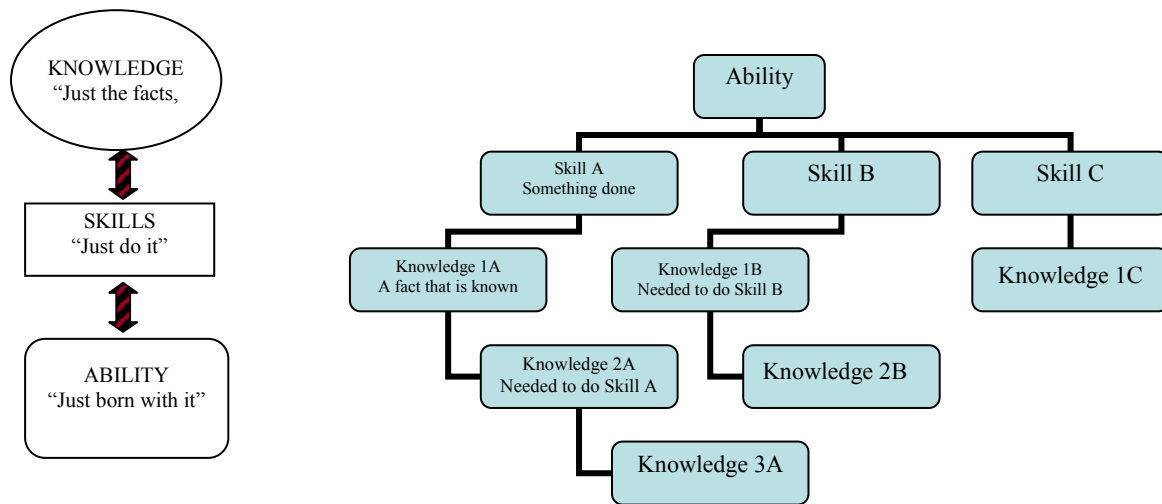 KNOWLEDGE
“Just the facts,
SKILLS
“Just do it”
ABILITY
“Just born with it”
Ability
Skill A
Something done
Skill B
Skill C
Knowledge 1A
A fact that is known
Knowledge 1B
Needed to do Skill B
Knowledge 1C
Knowledge 2A
Needed to do Skill A
Knowledge 2B
Knowledge 3A